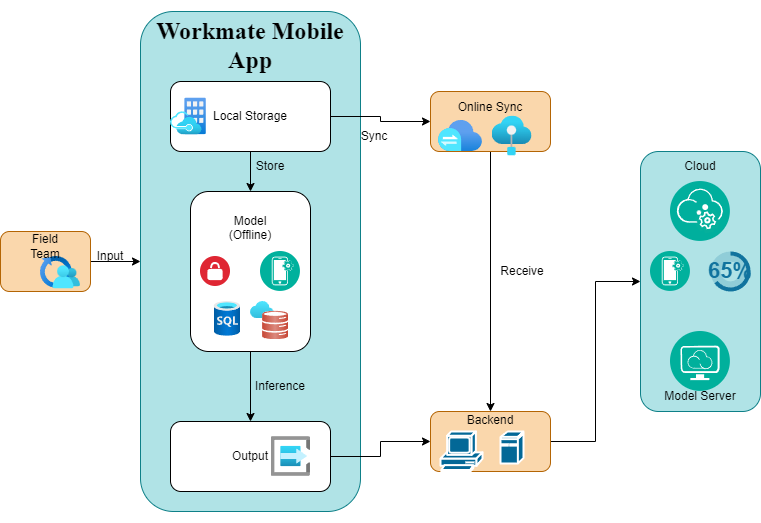 Workmate Mobile
App
Local Storage
Sync
Online Sync
Store
Cloud
Model
(Offline)
Field
Team
Input
SQL
Receive
65%
Inference
Model Server
Backend
Output